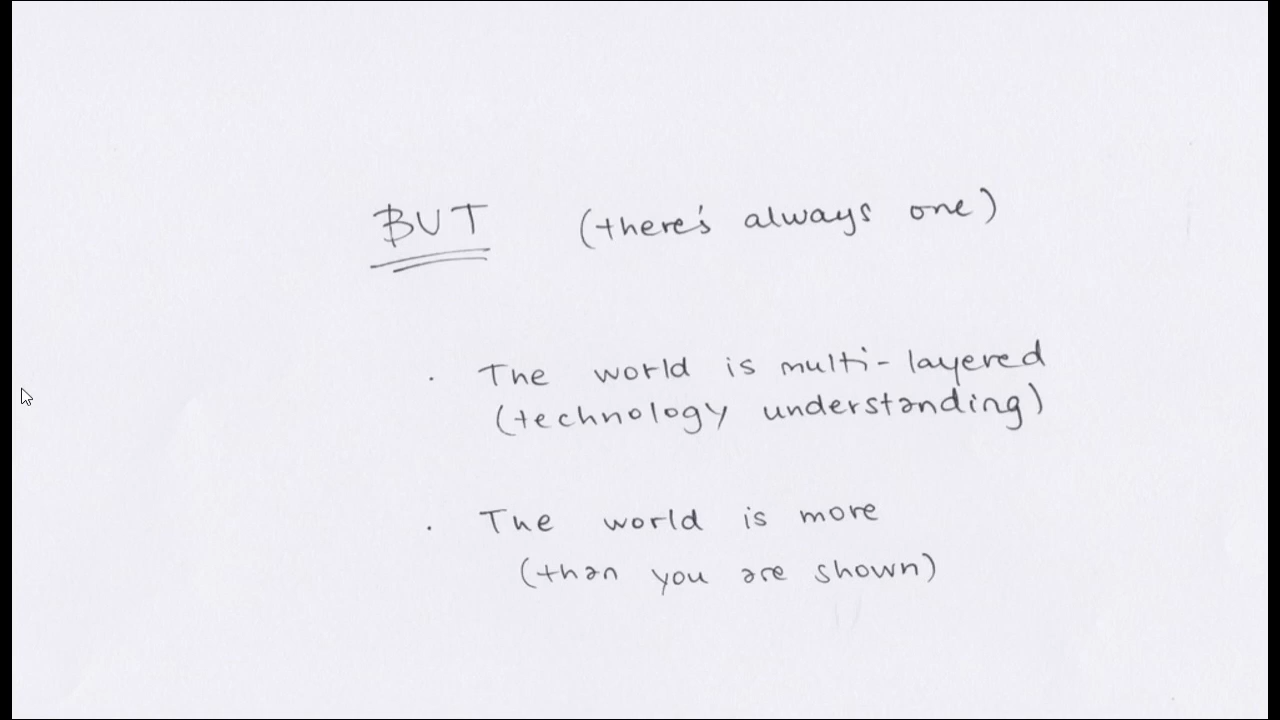 BUT (there's always one)
· The world is multi-layered
(technology understanding)
· The world is more
(than you are shown)